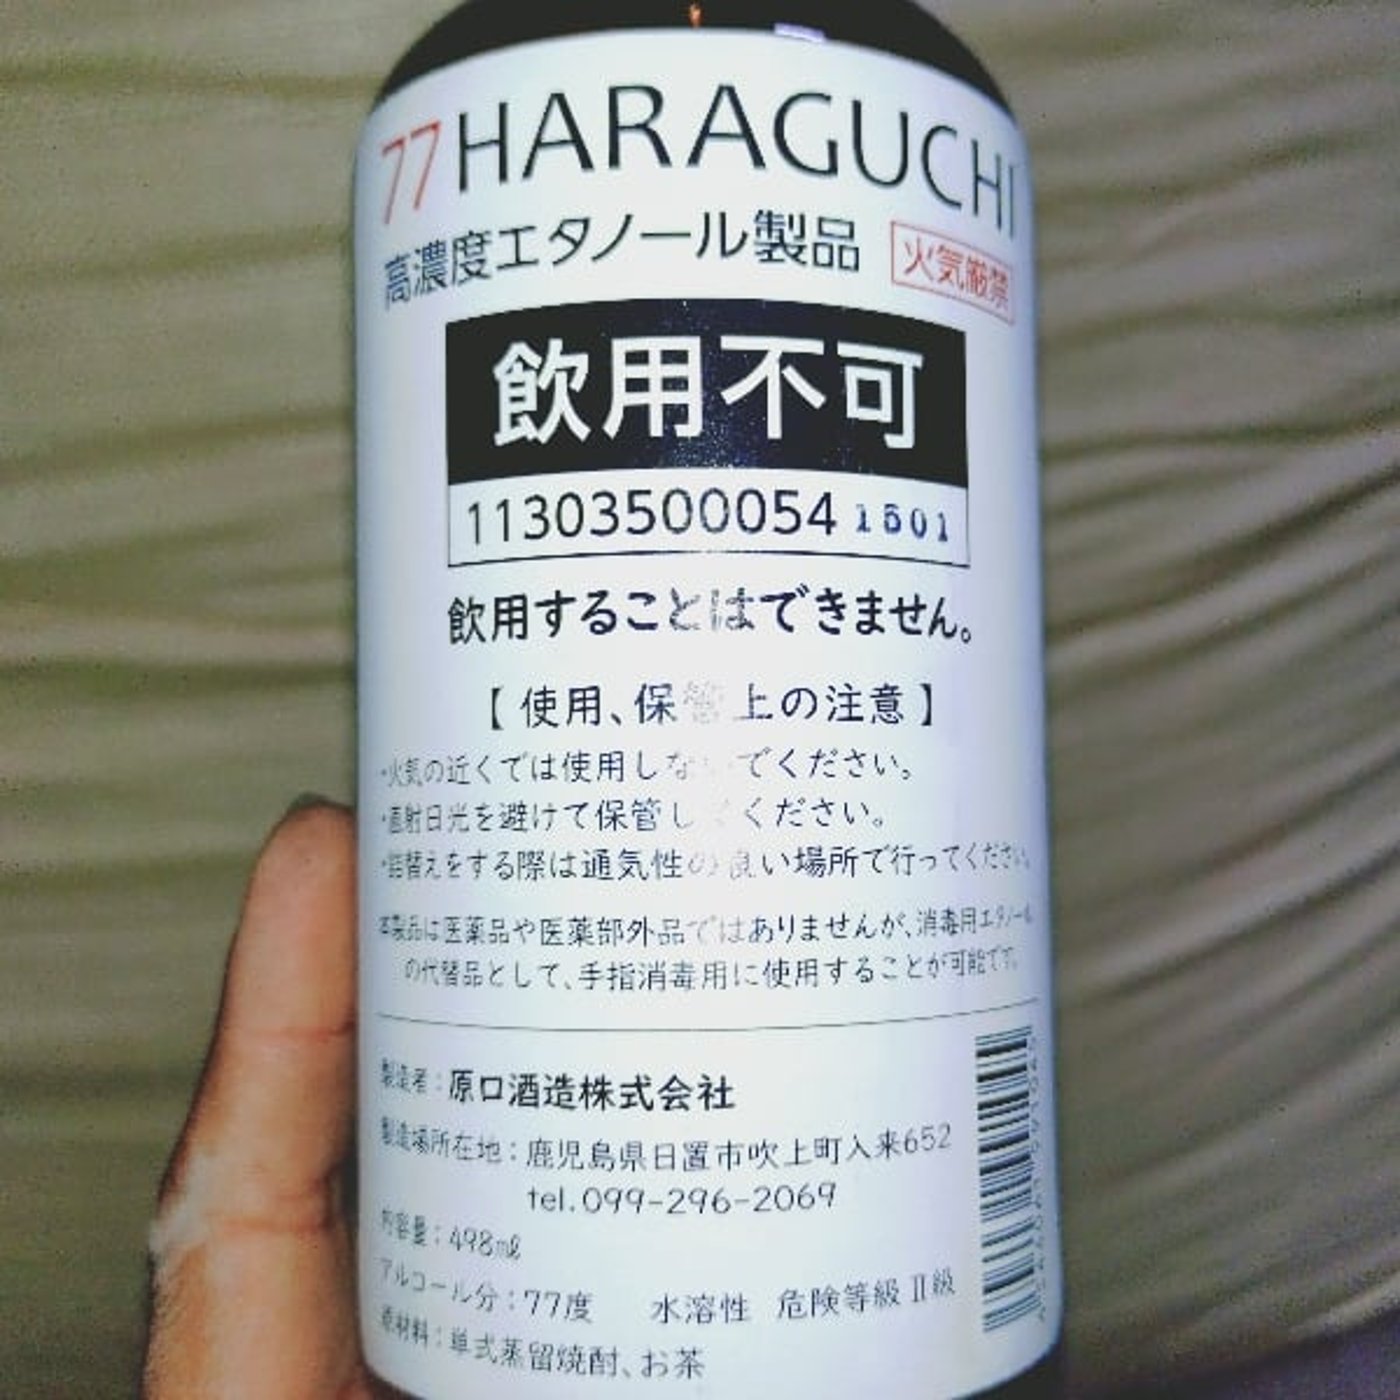 77 HARAGUCHI
高濃度エタノール製品 火気厳禁
飲用不可
11303500054 1501
飲用することはできません。
【 使用、保管上の注意 】
・火気の近くでは使用しないでください。
・直射日光を避けて保管してください。
・詰替えをする際は通気性の良い場所で行ってください。
本製品は医薬品や医薬部外品ではありませんが、消毒用エタノール
の代替品として、手指消毒用に使用することが可能です。
製造者：原口酒造株式会社
製造場所在地：鹿児島県日置市吹上町入来652
tel.099-296-2069
内容量：498ml
アルコール分：77度 水溶性 危険等級 II級
原材料：単式蒸留焼酎、お茶